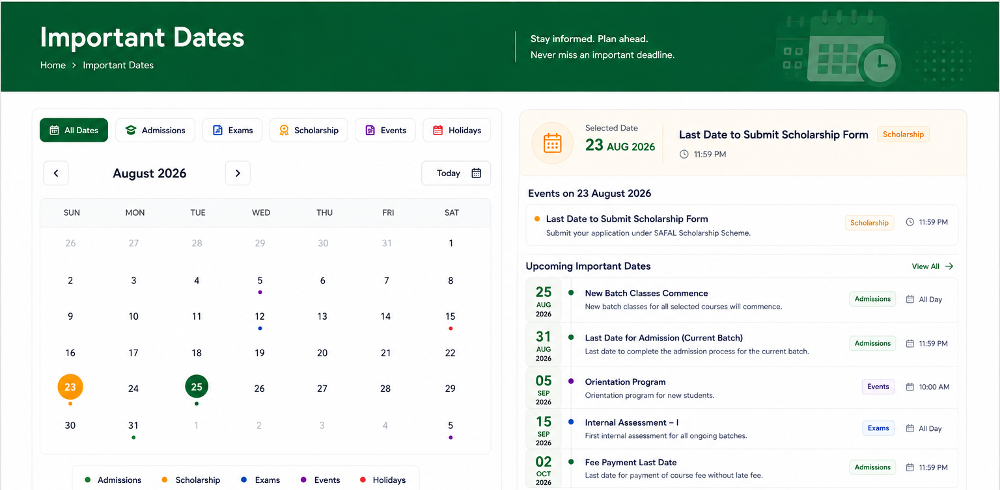 Important Dates
Home > Important Dates
Stay informed. Plan ahead.
Never miss an important deadline.
All Dates Admissions Exams Scholarship Events Holidays
August 2026 Today
SUN MON TUE WED THU FRI SAT
26 27 28 29 30 31 1
2 3 4 5 6 7 8
9 10 11 12 13 14 15
16 17 18 19 20 21 22
23 24 25 26 27 28 29
30 31 1 2 3 4 5
Admissions Scholarship Exams Events Holidays
Selected Date
23 AUG 2026
Last Date to Submit Scholarship Form Scholarship
11:59 PM
Events on 23 August 2026
Last Date to Submit Scholarship Form Scholarship 11:59 PM
Submit your application under SAFAL Scholarship Scheme.
Upcoming Important Dates View All →
25 AUG 2026
New Batch Classes Commence Admissions All Day
New batch classes for all selected courses will commence.
31 AUG 2026
Last Date for Admission (Current Batch) Admissions 11:59 PM
Last date to complete the admission process for the current batch.
05 SEP 2026
Orientation Program Events 10:00 AM
Orientation program for new students.
15 SEP 2026
Internal Assessment – I Exams All Day
First internal assessment for all ongoing batches.
02 OCT 2026
Fee Payment Last Date Admissions 11:59 PM
Last date for payment of course fee without late fee.